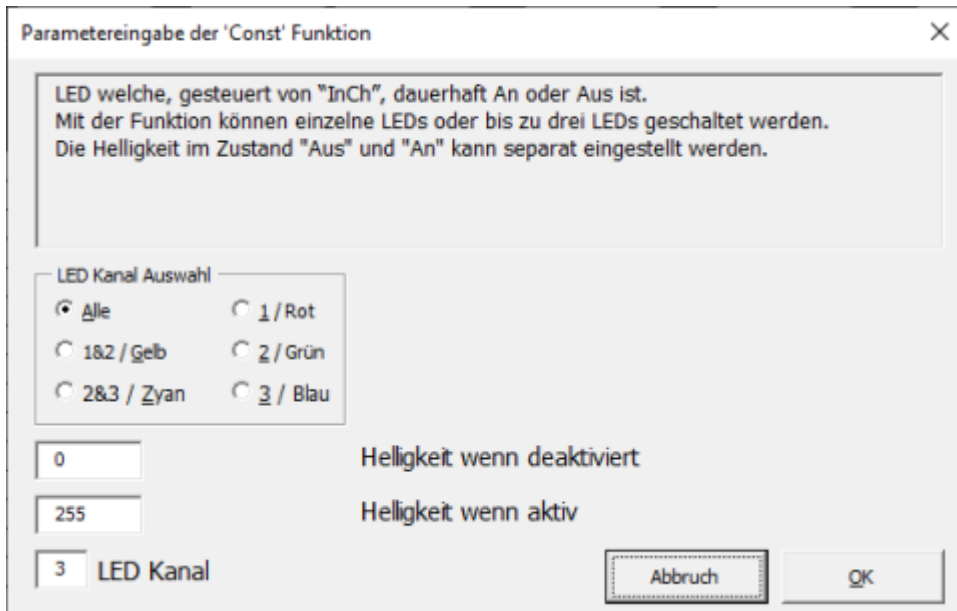 Parametereingabe der 'Const' Funktion
LED welche, gesteuert von "InCh", dauerhaft An oder Aus ist.
Mit der Funktion können einzelne LEDs oder bis zu drei LEDs geschaltet werden.
Die Helligkeit im Zustand "Aus" und "An" kann separat eingestellt werden.
LED Kanal Auswahl
Alle
1 / Rot
1&2 / Gelb
2 / Grün
2&3 / Zyan
3 / Blau
0 Helligkeit wenn deaktiviert
255 Helligkeit wenn aktiv
3 LED Kanal
Abbruch
OK